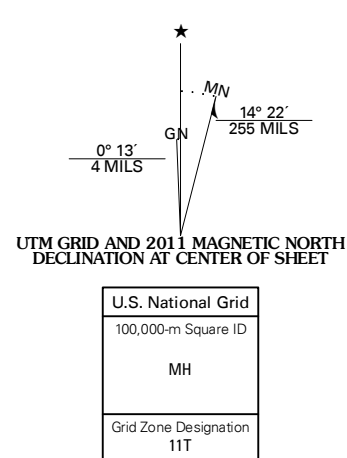 ★
MN
GN
14° 22´
255 MILS
0° 13´
4 MILS
UTM GRID AND 2011 MAGNETIC NORTH
DECLINATION AT CENTER OF SHEET
U.S. National Grid
100,000-m Square ID
MH
Grid Zone Designation
11T